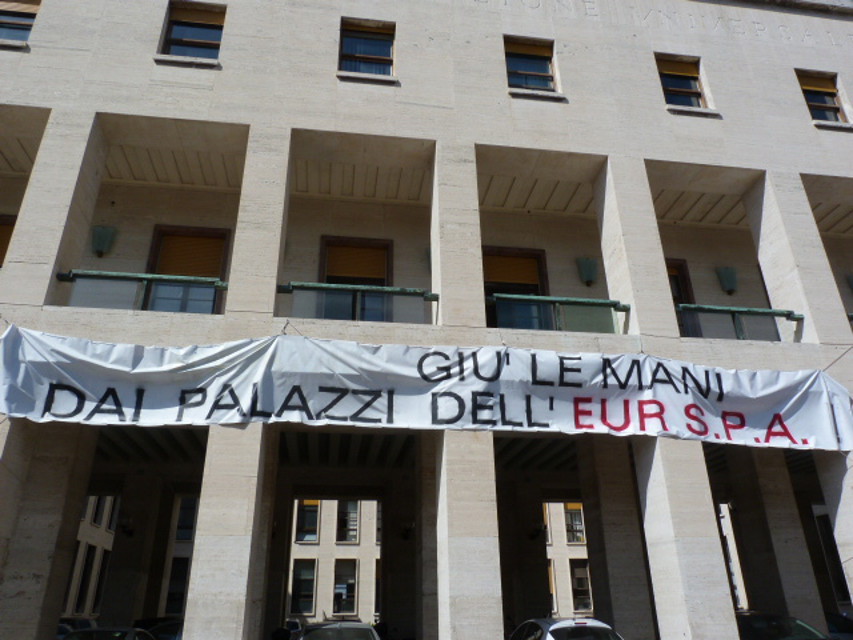 GIU' LE MANI
DAI PALAZZI DELL' EUR S.P.A.